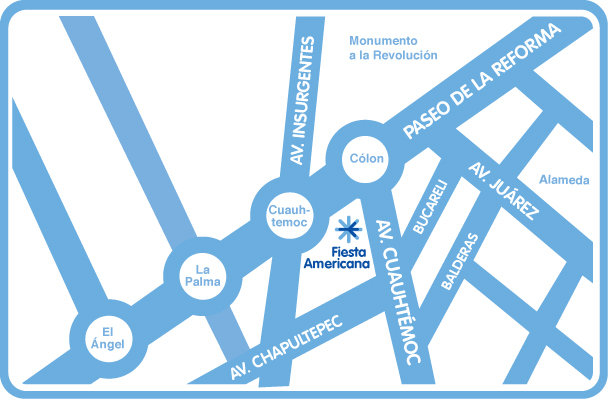 Monumento
a la Revolución
PASEO DE LA REFORMA
AV. INSURGENTES
Cólon
AV. JUÁREZ
Alameda
BUCARELI
Cuauh-
temoc
Fiesta
Americana
AV. CUAUHTÉMOC
BALDERAS
La
Palma
El
Ángel
AV. CHAPULTEPEC